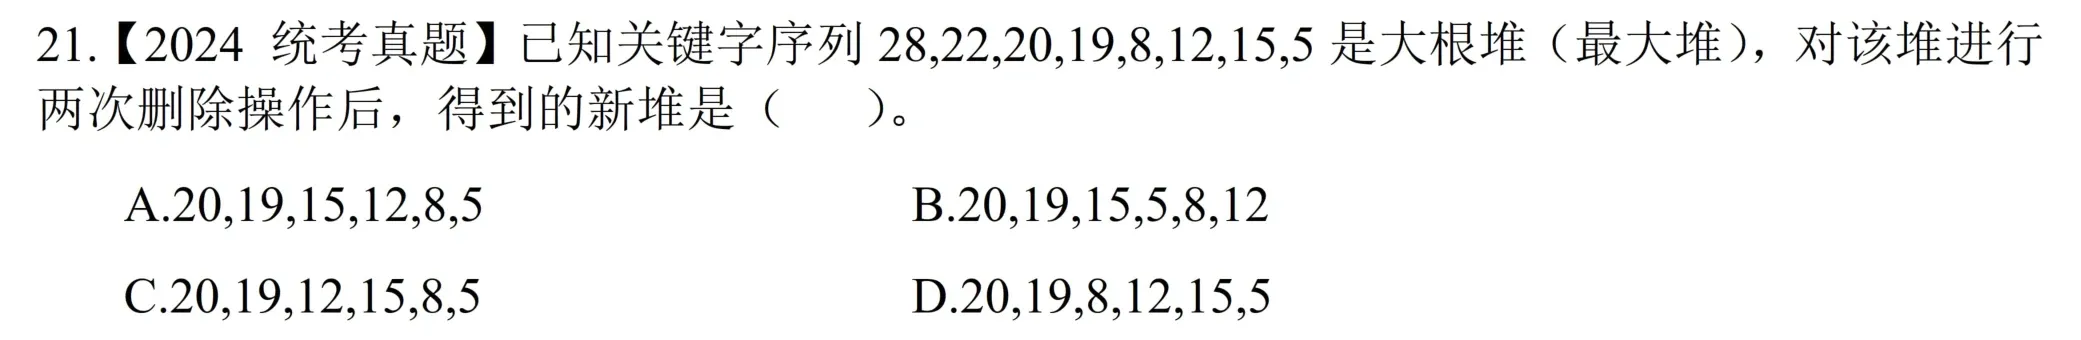 21.【2024 统考真题】已知关键字序列 28,22,20,19,8,12,15,5 是大根堆（最大堆），对该堆进行
两次删除操作后，得到的新堆是（　　）。
A.20,19,15,12,8,5　　B.20,19,15,5,8,12
C.20,19,12,15,8,5　　D.20,19,8,12,15,5